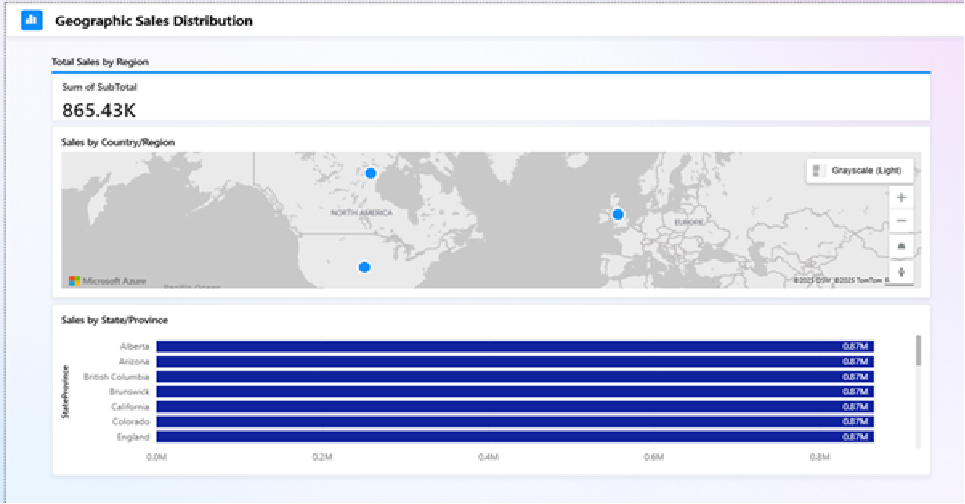 Geographic Sales Distribution
Total Sales by Region
Sum of SubTotal
865.43K
Sales by Country/Region
Grayscale (Light)
NORTH AMERICA
EUROPE
Microsoft Azure
Pacific Ocean
©2025 TomTom
Sales by State/Province
StateProvince
Alberta 0.87M
Arizona 0.87M
British Columbia 0.87M
Brunswick 0.87M
California 0.87M
Colorado 0.87M
England 0.87M
0.0M 0.2M 0.4M 0.6M 0.8M